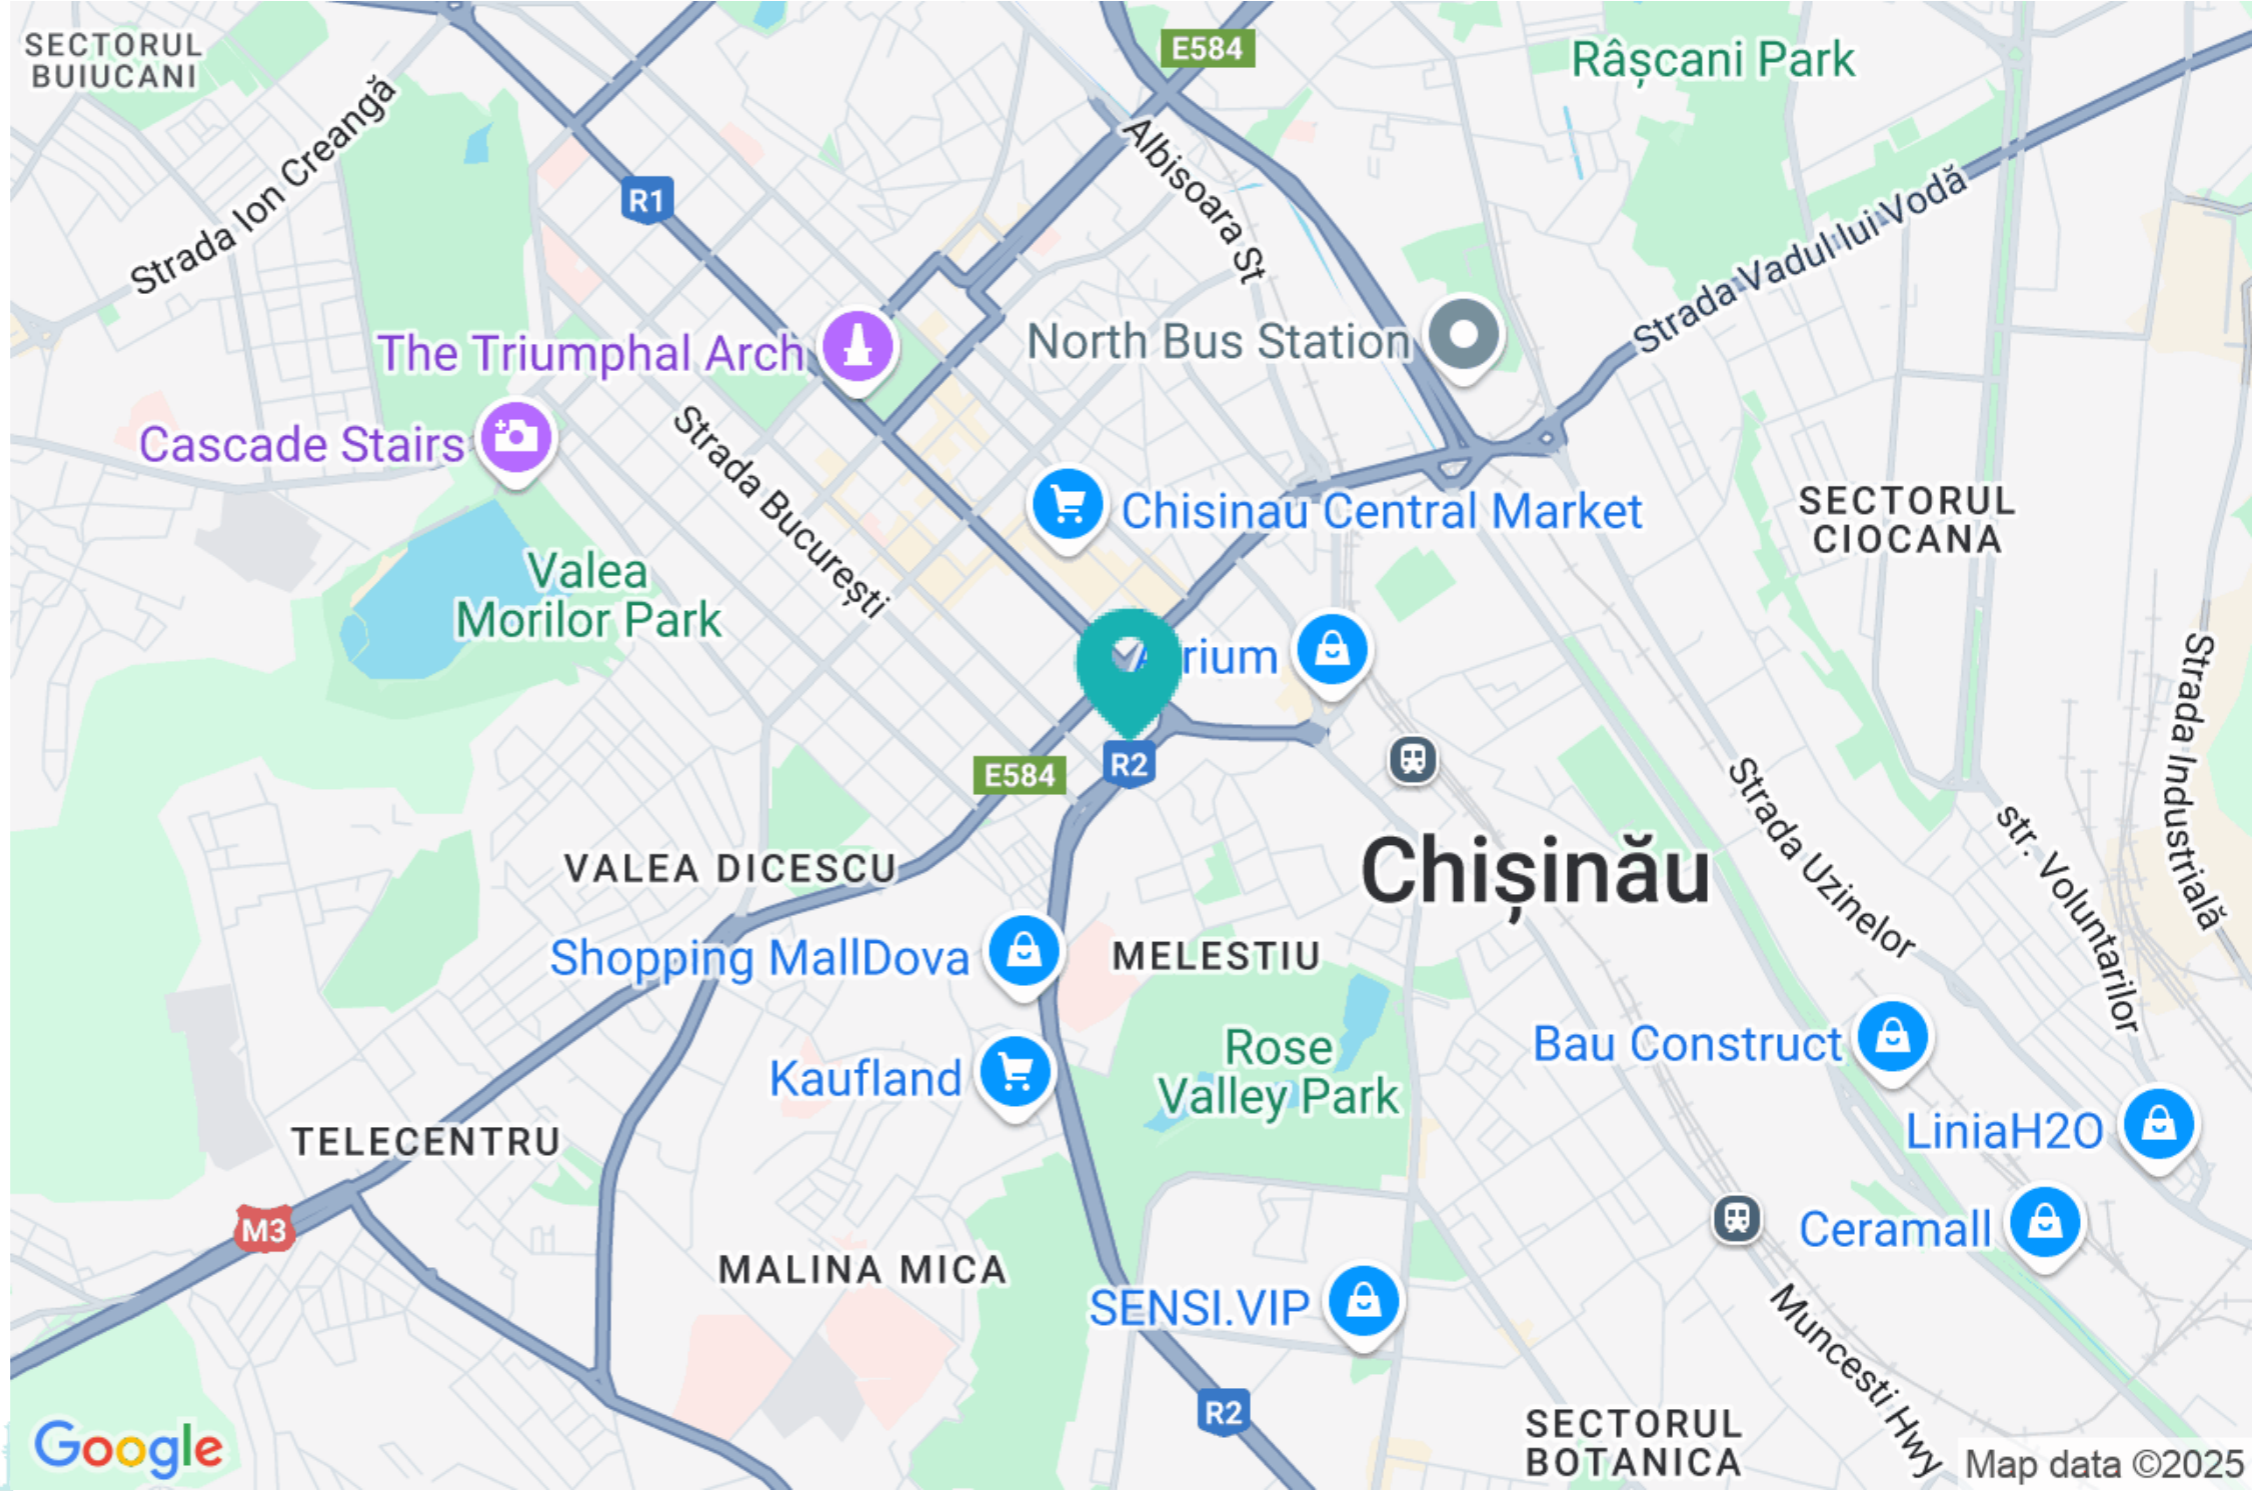 SECTORUL
BUIUCANI
Strada Ion Creangă
R1
E584
Albisoara St
Râșcani Park
Strada Vadul lui Vodă
The Triumphal Arch
North Bus Station
Cascade Stairs
Strada București
Chisinau Central Market
SECTORUL
CIOCANA
Valea
Morilor Park
rium
E584
R2
Strada Industrială
Strada Uzinelor
str. Voluntarilor
Chișinău
VALEA DICESCU
Shopping MallDova
MELESTIU
Rose
Valley Park
Bau Construct
Kaufland
LiniaH2O
TELECENTRU
M3
Ceramall
MALINA MICA
SENSI.VIP
Muncesti Hwy
R2
SECTORUL
BOTANICA
Google
Map data ©2025